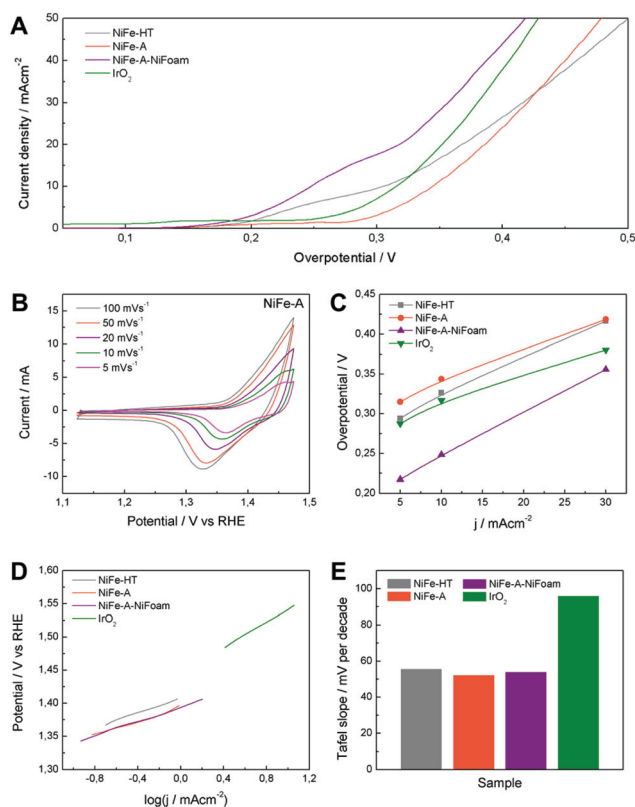 A
NiFe-HT
NiFe-A
NiFe-A-NiFoam
IrO₂
Current density / mAcm⁻²
50
40
30
20
10
0
0,1 0,2 0,3 0,4 0,5
Overpotential / V
B
NiFe-A
100 mVs⁻¹
50 mVs⁻¹
20 mVs⁻¹
10 mVs⁻¹
5 mVs⁻¹
Current / mA
15
10
5
0
-5
-10
1,1 1,2 1,3 1,4 1,5
Potential / V vs RHE
C
NiFe-HT
NiFe-A
NiFe-A-NiFoam
IrO₂
Overpotential / V
0,45
0,40
0,35
0,30
0,25
0,20
5 10 15 20 25 30
j / mAcm⁻²
D
NiFe-HT
NiFe-A
NiFe-A-NiFoam
IrO₂
Potential / V vs RHE
1,60
1,55
1,50
1,45
1,40
1,35
1,30
-0,8 -0,4 0,0 0,4 0,8 1,2
log(j / mAcm⁻²)
E
NiFe-HT NiFe-A-NiFoam
NiFe-A IrO₂
Tafel slope / mV per decade
120
100
80
60
40
20
0
Sample